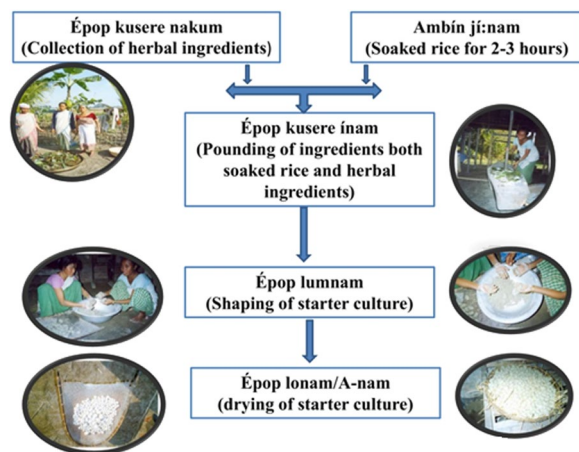 Épop kusere nakum
(Collection of herbal ingredients)
Ambín jí:nam
(Soaked rice for 2-3 hours)
Épop kusere ínam
(Pounding of ingredients both
soaked rice and herbal
ingredients)
Épop lumnam
(Shaping of starter culture)
Épop lonam/A-nam
(drying of starter culture)